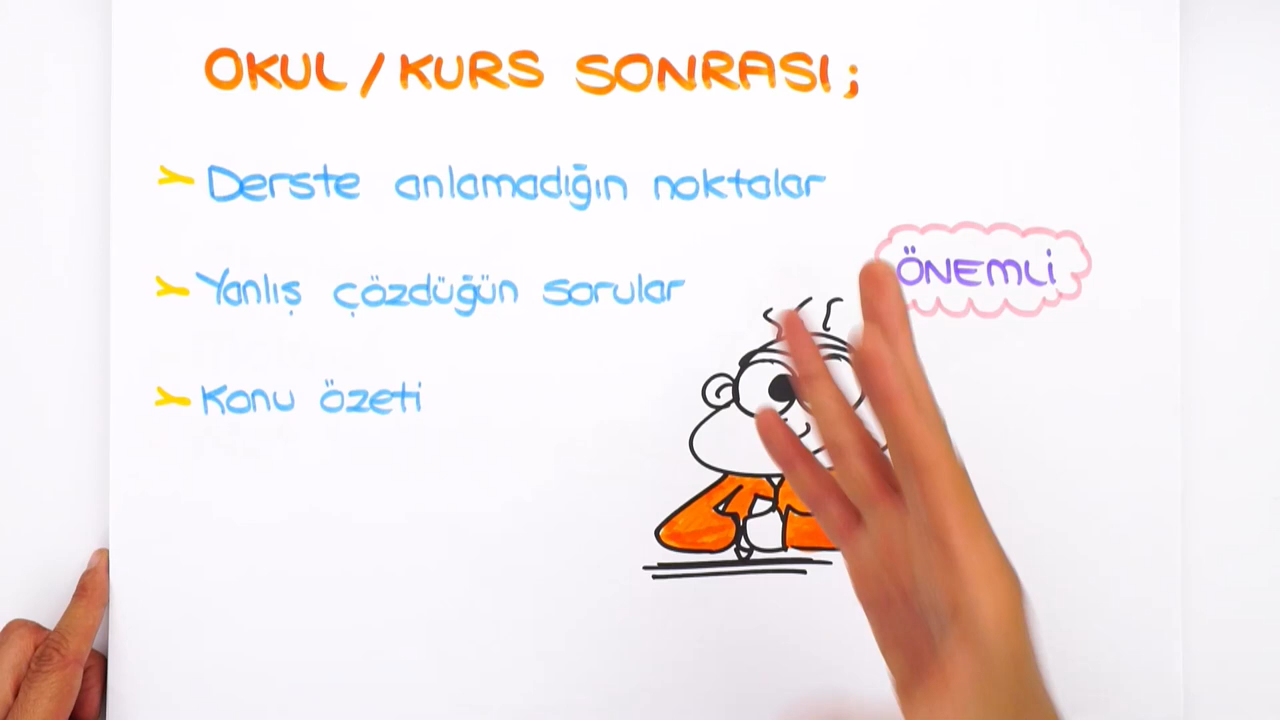 OKUL / KURS SONRASI;
Derste anlamadığın noktalar
ÖNEMLİ
Yanlış çözdüğün sorular
Konu özeti